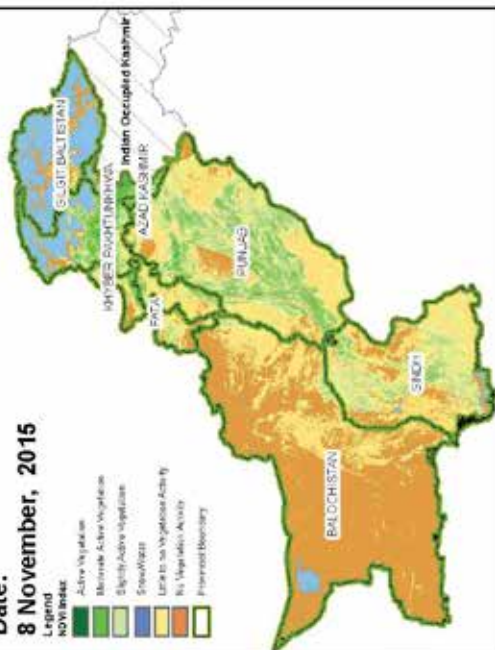 Date:
8 November, 2015
Legend
NDVI Index
Active Vegetation
Moderate Active Vegetation
Slightly Active Vegetation
Snow/Water
Little to no Vegetation Activity
No Vegetation Activity
Provincial Boundary
GILGIT BALTISTAN
KHYBER PAKHTUNKHWA
Indian Occupied Kashmir
AZAD KASHMIR
FATA
PUNJAB
BALOCHISTAN
SINDH